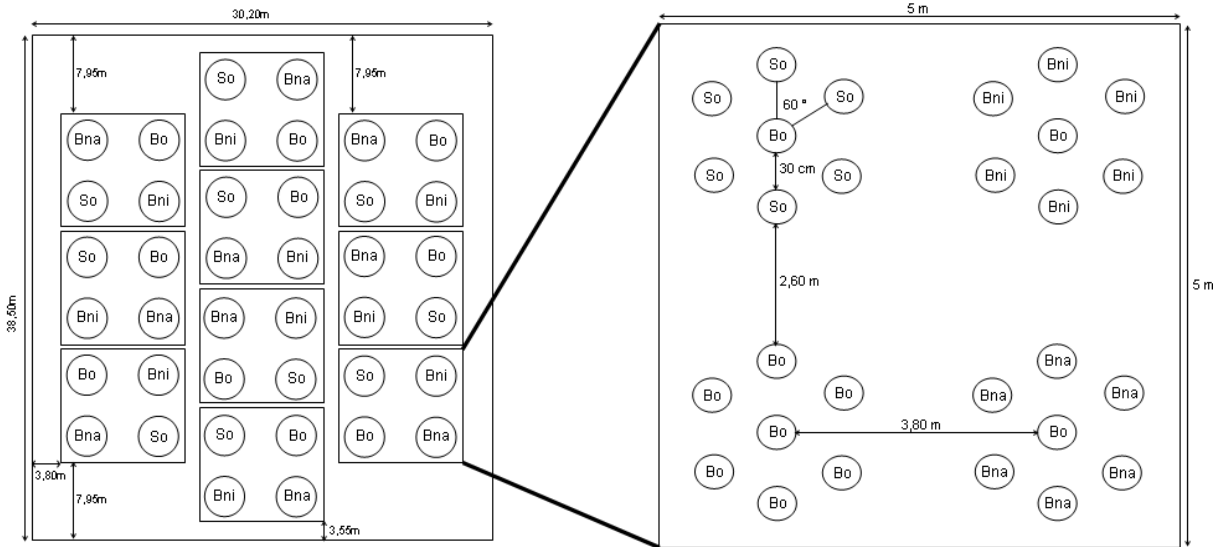 30,20m
38,50m
7,95m
7,95m
So Bna
Bni Bo
Bna Bo
So Bni
So Bo
Bna Bni
Bna Bo
So Bni
So Bo
Bni Bna
Bna Bni
Bo So
Bna Bo
Bni So
Bo Bni
Bna So
So Bo
Bni Bna
So Bni
Bo Bna
3,80m
7,95m
3,55m
5 m
5 m
So
So So
60 °
Bo
30 cm
So So
So
Bni
Bni Bni
Bo
Bni Bni
Bni
2,60 m
Bo
Bo Bo
Bo
Bo Bo
Bo
3,80 m
Bna
Bna Bna
Bo
Bna Bna
Bna